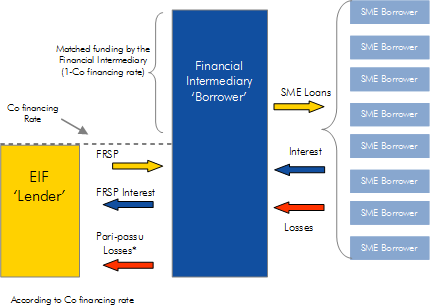 Matched funding by the
Financial Intermediary
(1-Co financing rate)
Co financing
Rate
EIF
‘Lender’
FRSP
FRSP Interest
Pari-passu
Losses*
Financial
Intermediary
‘Borrower’
SME Loans
Interest
Losses
SME Borrower
SME Borrower
SME Borrower
SME Borrower
SME Borrower
SME Borrower
SME Borrower
SME Borrower
According to Co financing rate